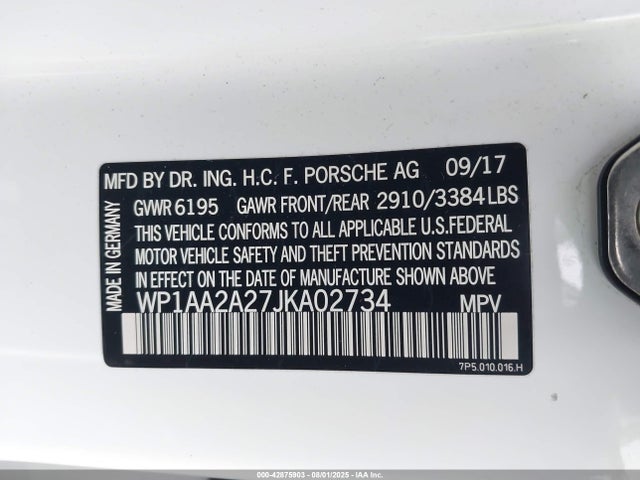 MFD BY DR. ING. H.C. F. PORSCHE AG 09/17
GVWR 6195 GAWR FRONT/REAR 2910/3384 LBS
THIS VEHICLE CONFORMS TO ALL APPLICABLE U.S.FEDERAL
MOTOR VEHICLE SAFETY AND THEFT PREVENTION STANDARDS
IN EFFECT ON THE DATE OF MANUFACTURE SHOWN ABOVE
WP1AA2A27JKA02734 MPV
MADE IN GERMANY
7P5.010.016.H
000-42875903 - 08/01/2025 - IAA Inc.